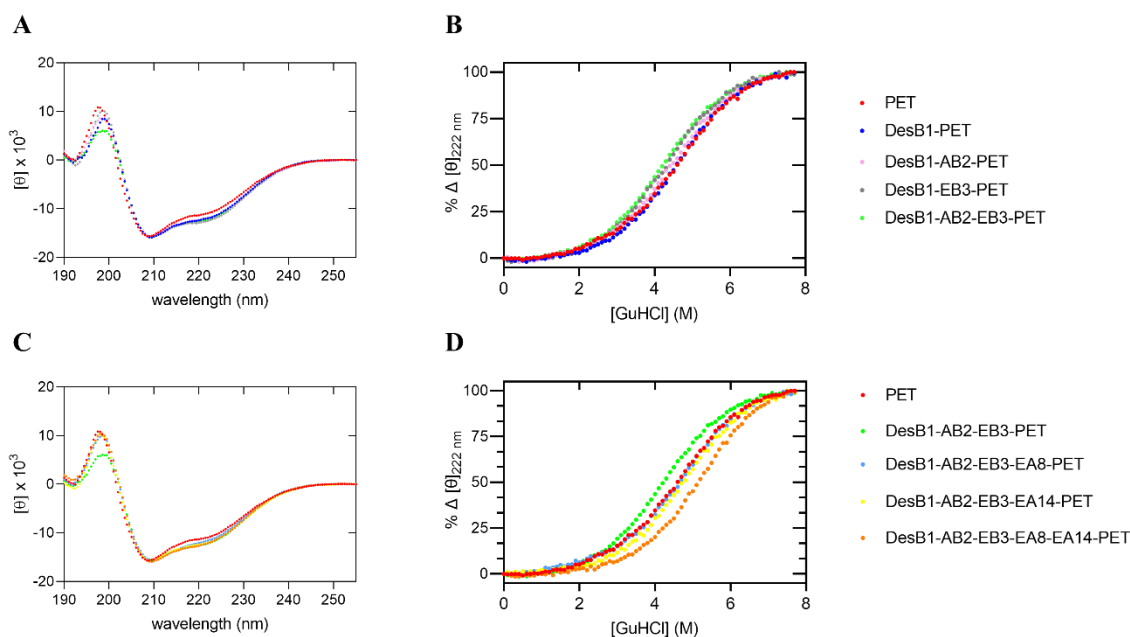 A
B
20
10
0
-10
-20
[θ] x 10³
190 200 210 220 230 240 250
wavelength (nm)
100
75
50
25
0
% Δ [θ]222 nm
0 2 4 6 8
[GuHCl] (M)
PET
DesB1-PET
DesB1-AB2-PET
DesB1-EB3-PET
DesB1-AB2-EB3-PET
C
D
20
10
0
-10
-20
[θ] x 10³
190 200 210 220 230 240 250
wavelength (nm)
100
75
50
25
0
% Δ [θ]222 nm
0 2 4 6 8
[GuHCl] (M)
PET
DesB1-AB2-EB3-PET
DesB1-AB2-EB3-EA8-PET
DesB1-AB2-EB3-EA14-PET
DesB1-AB2-EB3-EA8-EA14-PET